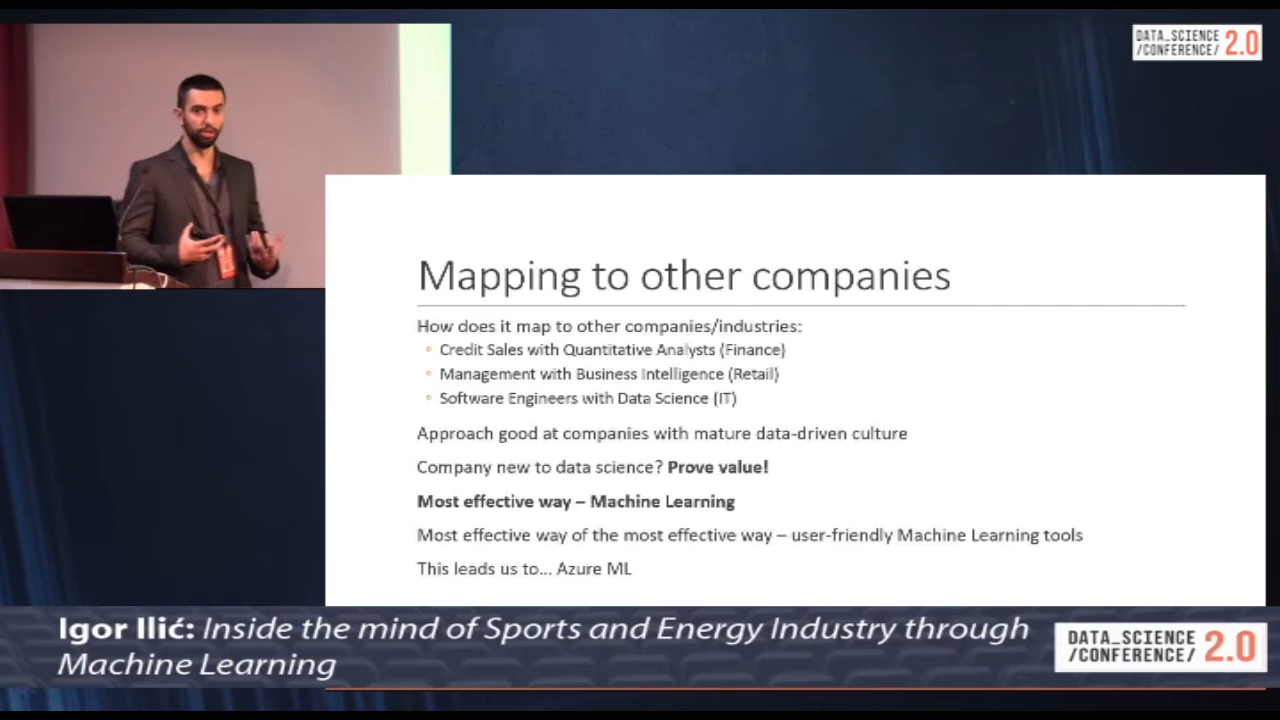 DATA_SCIENCE
/CONFERENCE/ 2.0
Mapping to other companies
How does it map to other companies/industries:
◦ Credit Sales with Quantitative Analysts (Finance)
◦ Management with Business Intelligence (Retail)
◦ Software Engineers with Data Science (IT)
Approach good at companies with mature data-driven culture
Company new to data science? Prove value!
Most effective way – Machine Learning
Most effective way of the most effective way – user-friendly Machine Learning tools
This leads us to... Azure ML
Igor Ilić: Inside the mind of Sports and Energy Industry through
Machine Learning
DATA_SCIENCE
/CONFERENCE/ 2.0